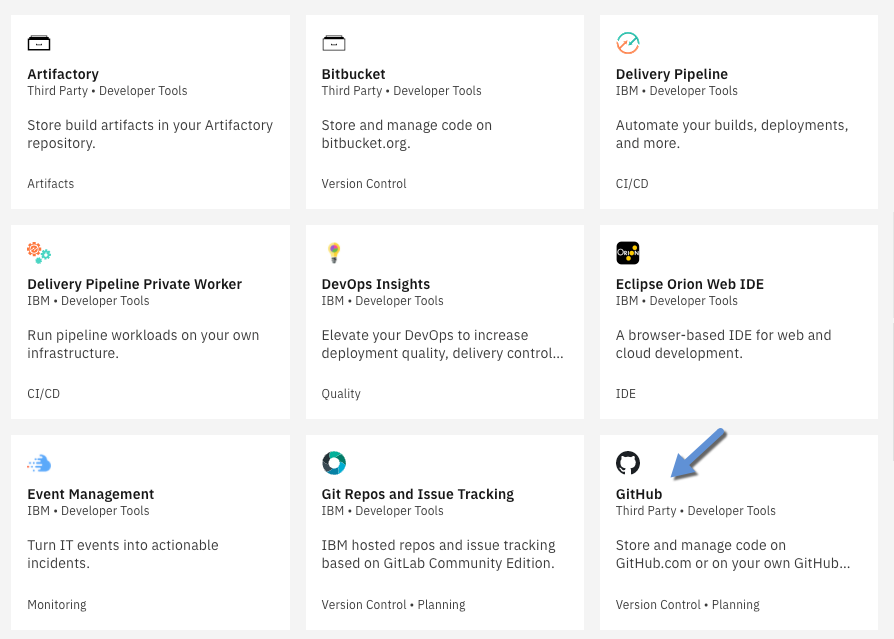 Artifactory
Third Party • Developer Tools
Store build artifacts in your Artifactory
repository.
Artifacts
Bitbucket
Third Party • Developer Tools
Store and manage code on
bitbucket.org.
Version Control
Delivery Pipeline
IBM • Developer Tools
Automate your builds, deployments,
and more.
CI/CD
Delivery Pipeline Private Worker
IBM • Developer Tools
Run pipeline workloads on your own
infrastructure.
CI/CD
DevOps Insights
IBM • Developer Tools
Elevate your DevOps to increase
deployment quality, delivery control...
Quality
ORION
Eclipse Orion Web IDE
IBM • Developer Tools
A browser-based IDE for web and
cloud development.
IDE
Event Management
IBM • Developer Tools
Turn IT events into actionable
incidents.
Monitoring
Git Repos and Issue Tracking
IBM • Developer Tools
IBM hosted repos and issue tracking
based on GitLab Community Edition.
Version Control • Planning
GitHub
Third Party • Developer Tools
Store and manage code on
GitHub.com or on your own GitHub...
Version Control • Planning